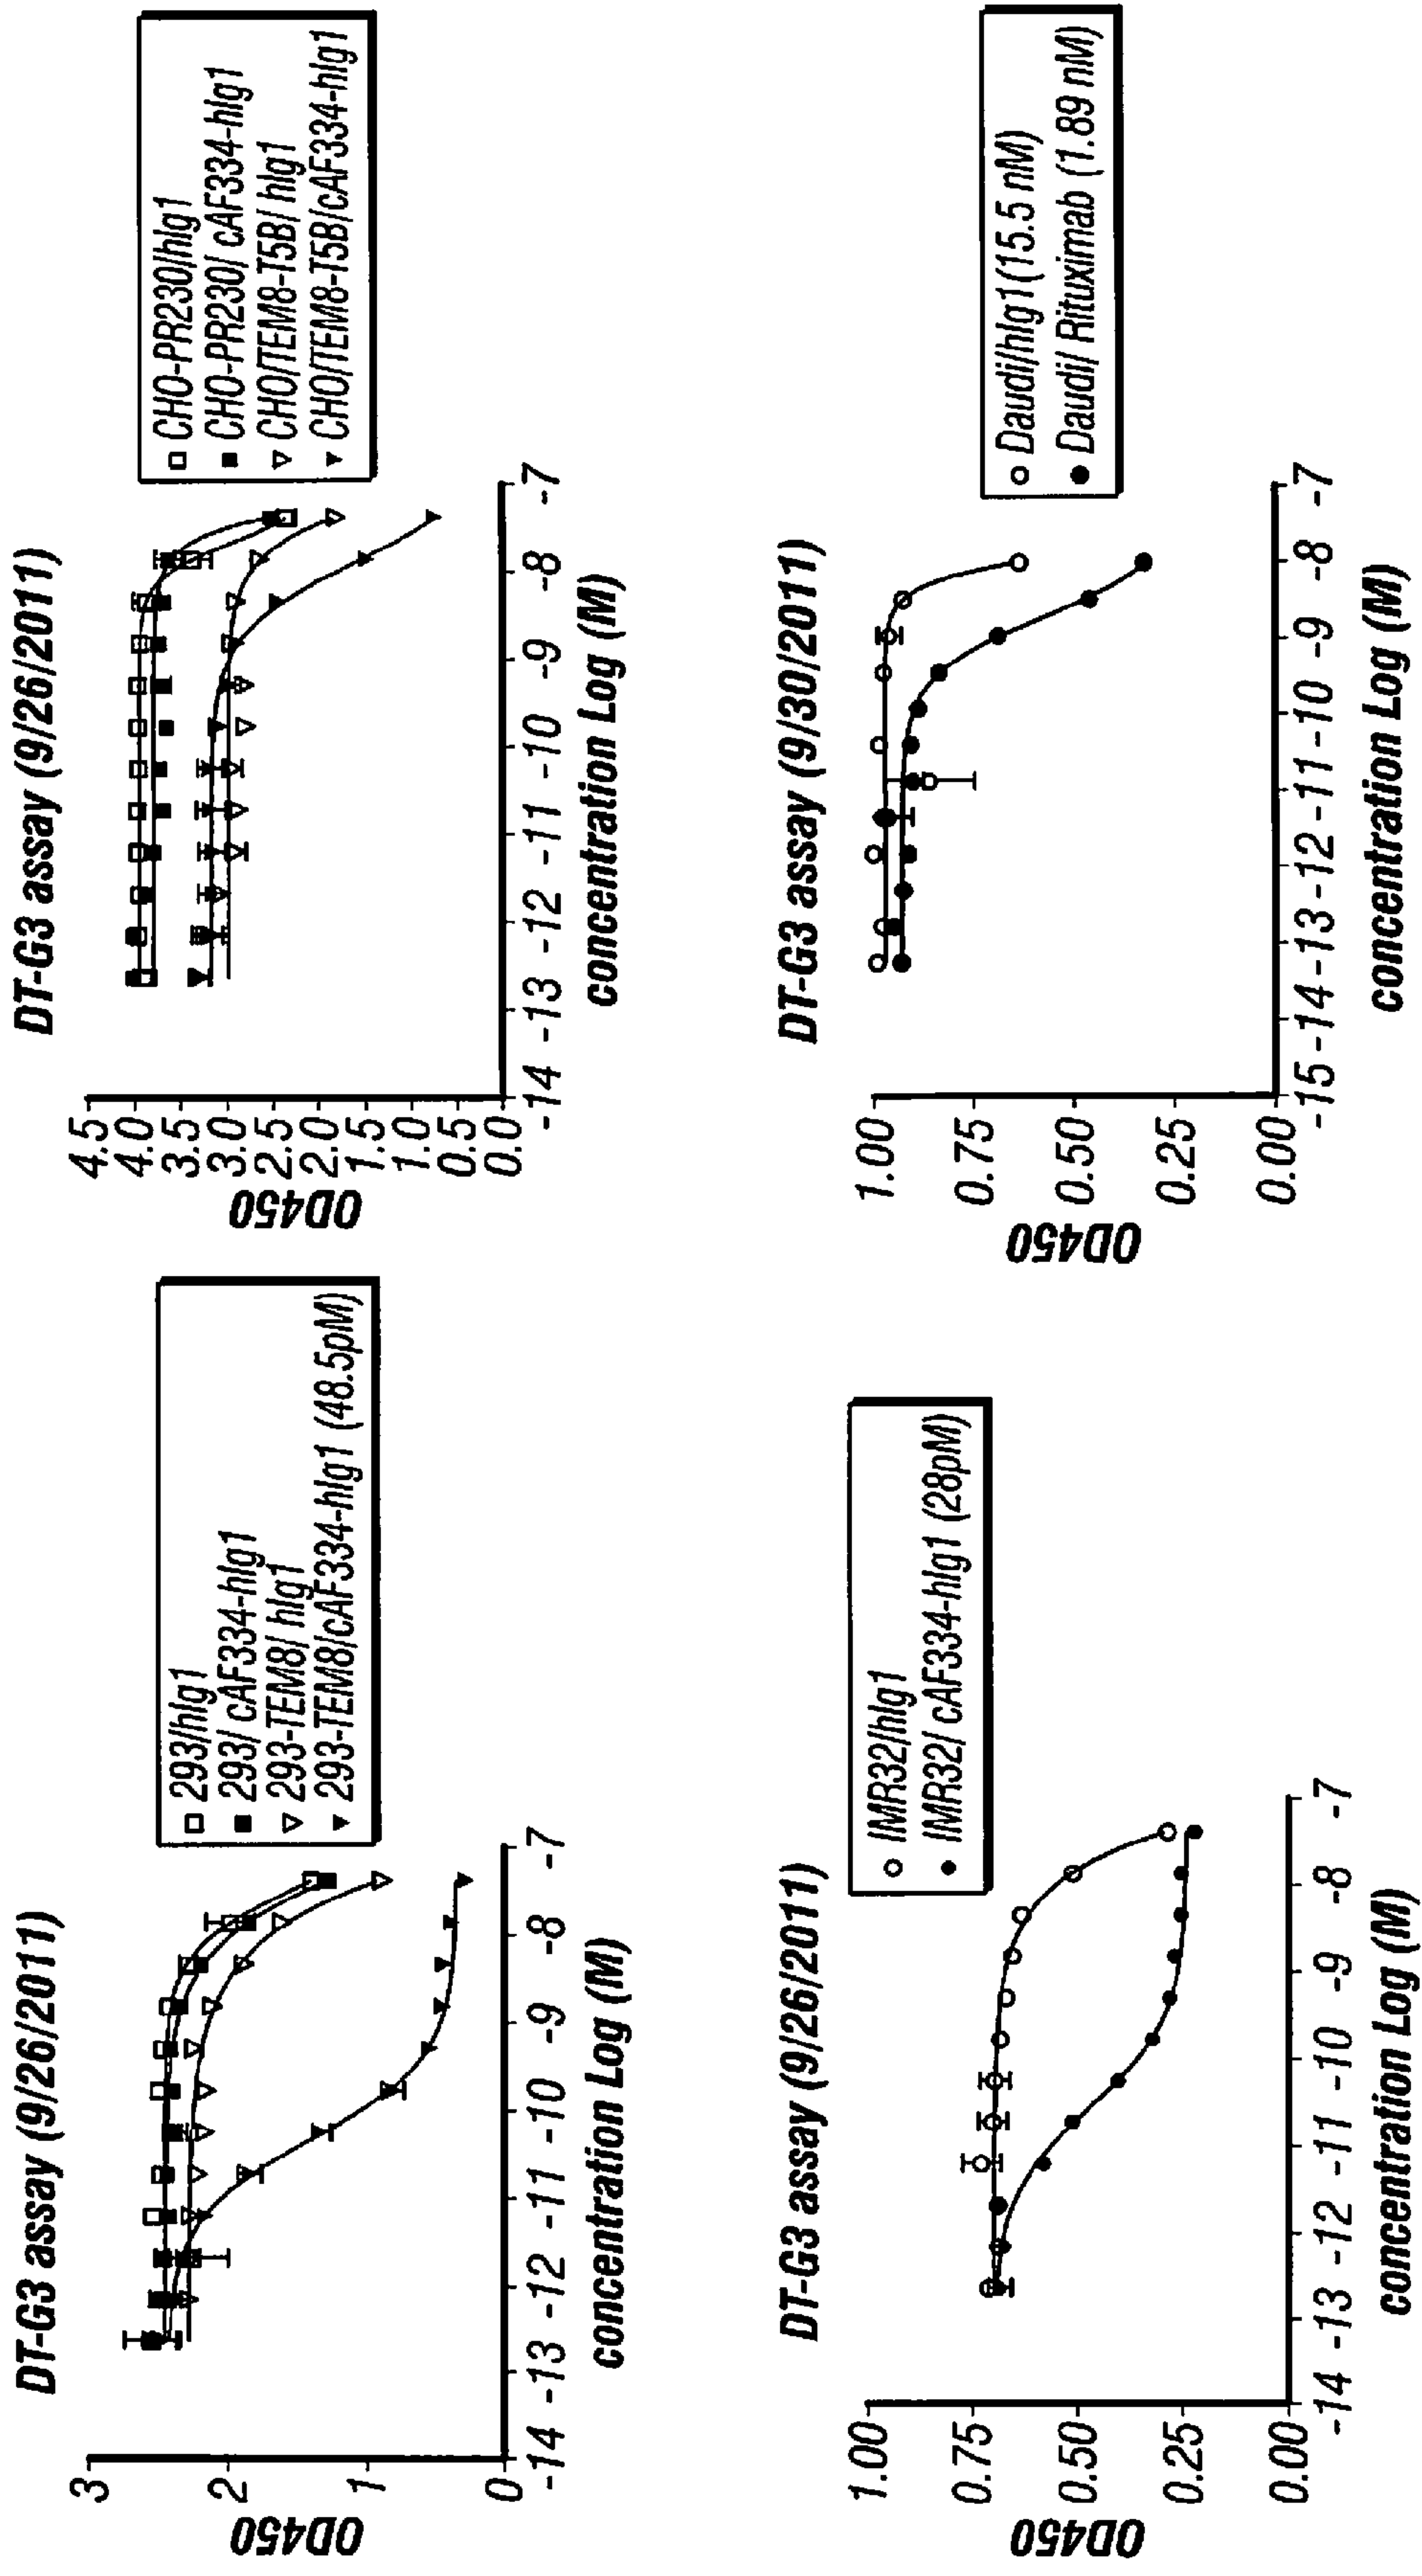 DT-G3 assay (9/26/2011)
OD450
3
2
1
0
-14 -13 -12 -11 -10 -9 -8 -7
concentration Log (M)
293/hIg1
293/ cAF334-hIg1
293-TEM8/ hIg1
293-TEM8/cAF334-hIg1 (48.5pM)
DT-G3 assay (9/26/2011)
OD450
4.5
4.0
3.5
3.0
2.5
2.0
1.5
1.0
0.5
0.0
-14 -13 -12 -11 -10 -9 -8 -7
concentration Log (M)
CHO-PR230/hIg1
CHO-PR230/ cAF334-hIg1
CHO/TEM8-T5B/ hIg1
CHO/TEM8-T5B/cAF334-hIg1
DT-G3 assay (9/26/2011)
OD450
1.00
0.75
0.50
0.25
0.00
-14 -13 -12 -11 -10 -9 -8 -7
concentration Log (M)
IMR32/hIg1
IMR32/ cAF334-hIg1 (28pM)
DT-G3 assay (9/30/2011)
OD450
1.00
0.75
0.50
0.25
0.00
-15 -14 -13 -12 -11 -10 -9 -8 -7
concentration Log (M)
Daudi/hIg1(15.5 nM)
Daudi/ Rituximab (1.89 nM)